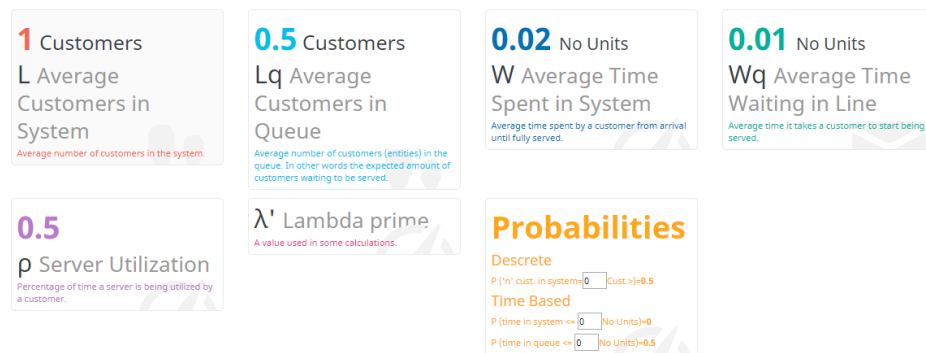 1 Customers
L Average
Customers in
System
Average number of customers in the system.
0.5 Customers
Lq Average
Customers in
Queue
Average number of customers (entities) in the
queue. In other words the expected amount of
customers waiting to be served.
0.02 No Units
W Average Time
Spent in System
Average time spent by a customer from arrival
until fully served.
0.01 No Units
Wq Average Time
Waiting in Line
Average time it takes a customer to start being
served.
0.5
ρ Server Utilization
Percentage of time a server is being utilized by
a customer.
λ' Lambda prime
A value used in some calculations.
Probabilities
Descrete
P ('n' cust. in system=0 Cust.>)=0.5
Time Based
P (time in system <= 0 No Units)=0
P (time in queue <= 0 No Units)=0.5